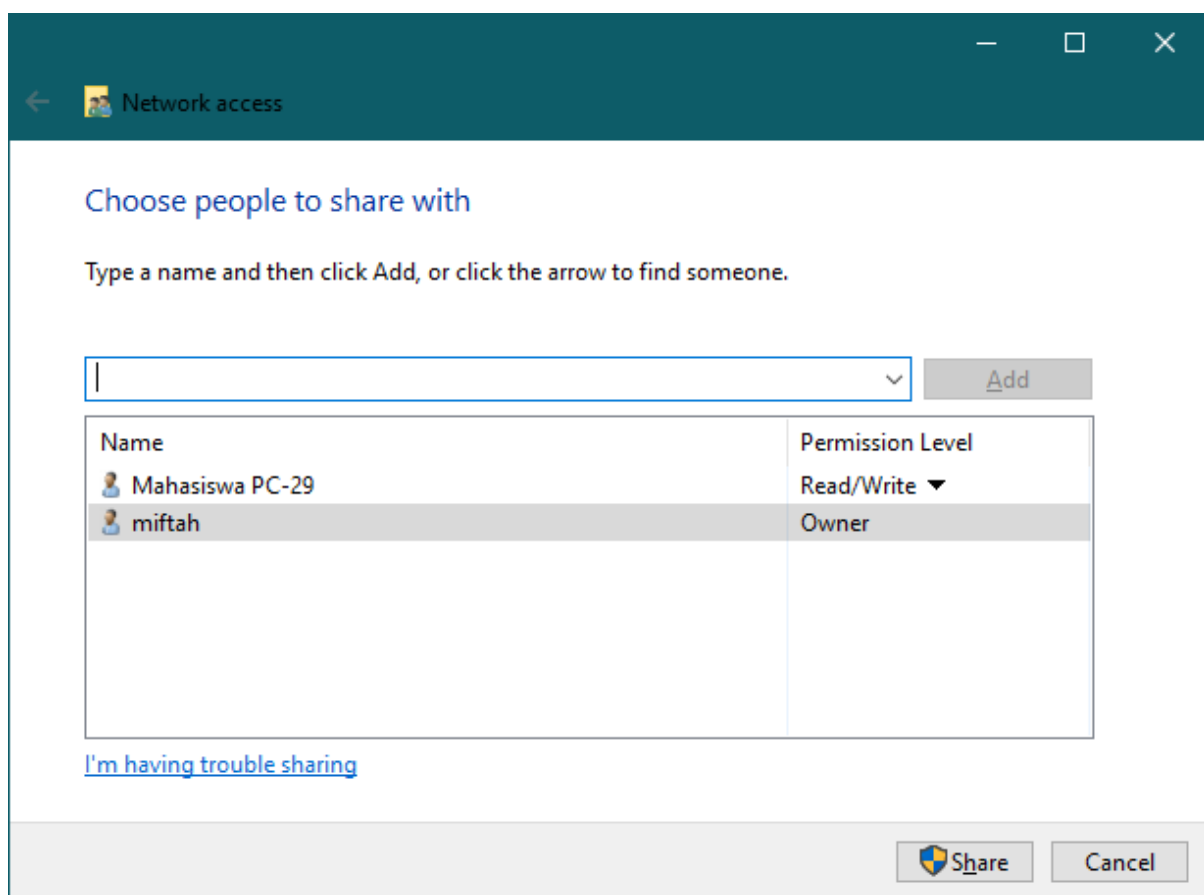 Network access
Choose people to share with
Type a name and then click Add, or click the arrow to find someone.
Add
Name Permission Level
Mahasiswa PC-29 Read/Write
miftah Owner
I'm having trouble sharing
Share Cancel